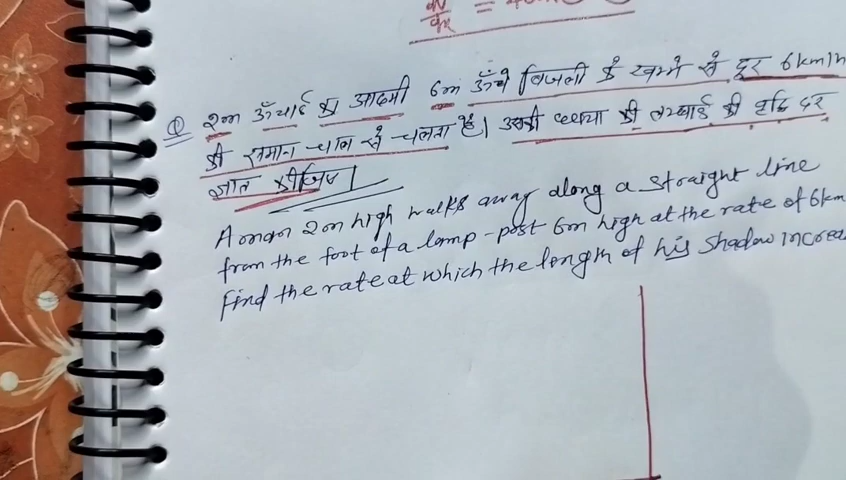 dv/dx = 
Q 2m ऊँचाई का आदमी 6m ऊँचे बिजली के खम्भे से दूर 6km/h
की समान चाल से चलता है। उसकी छाया की लम्बाई की वृद्धि दर
ज्ञात कीजिए।
A man 2m high walks away along a straight line
from the foot of a lamp-post 6m high at the rate of 6km
find the rate at which the length of his shadow increa